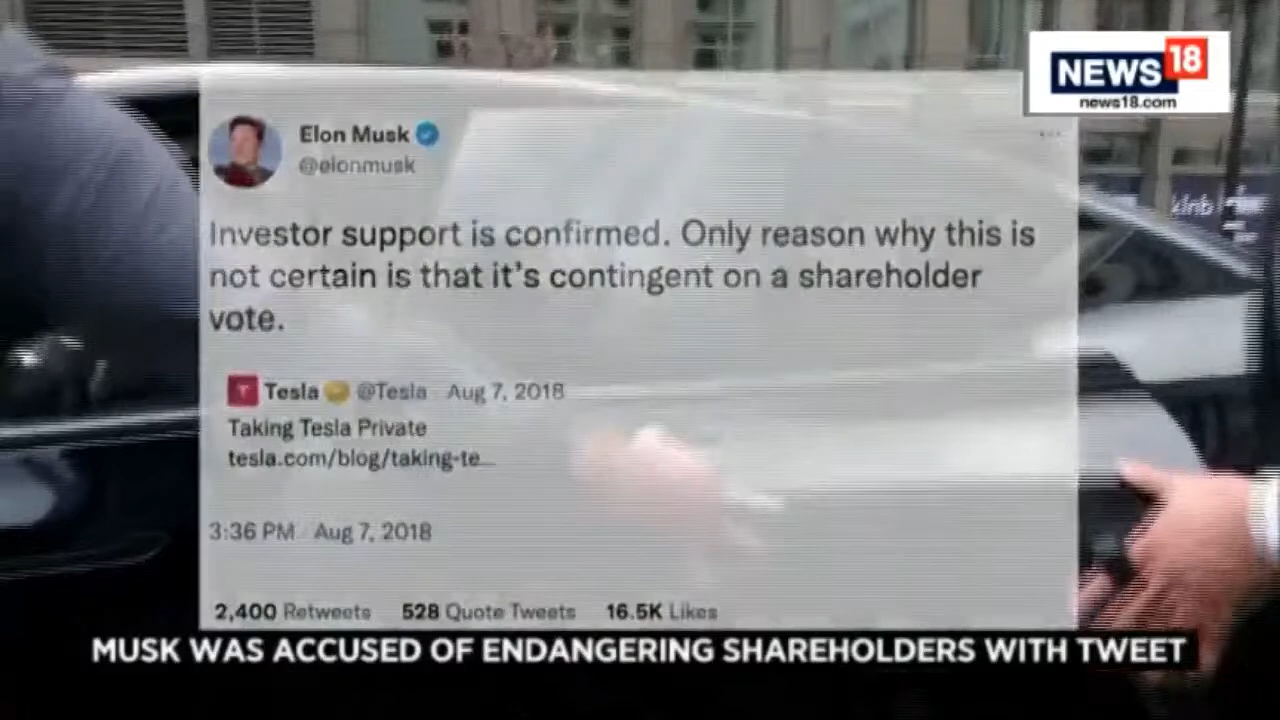 NEWS 18
news18.com
Elon Musk
@elonmusk
Investor support is confirmed. Only reason why this is
not certain is that it's contingent on a shareholder
vote.
Tesla @Tesla · Aug 7, 2018
Taking Tesla Private
tesla.com/blog/taking-te...
3:36 PM · Aug 7, 2018
2,400 Retweets 528 Quote Tweets 16.5K Likes
MUSK WAS ACCUSED OF ENDANGERING SHAREHOLDERS WITH TWEET